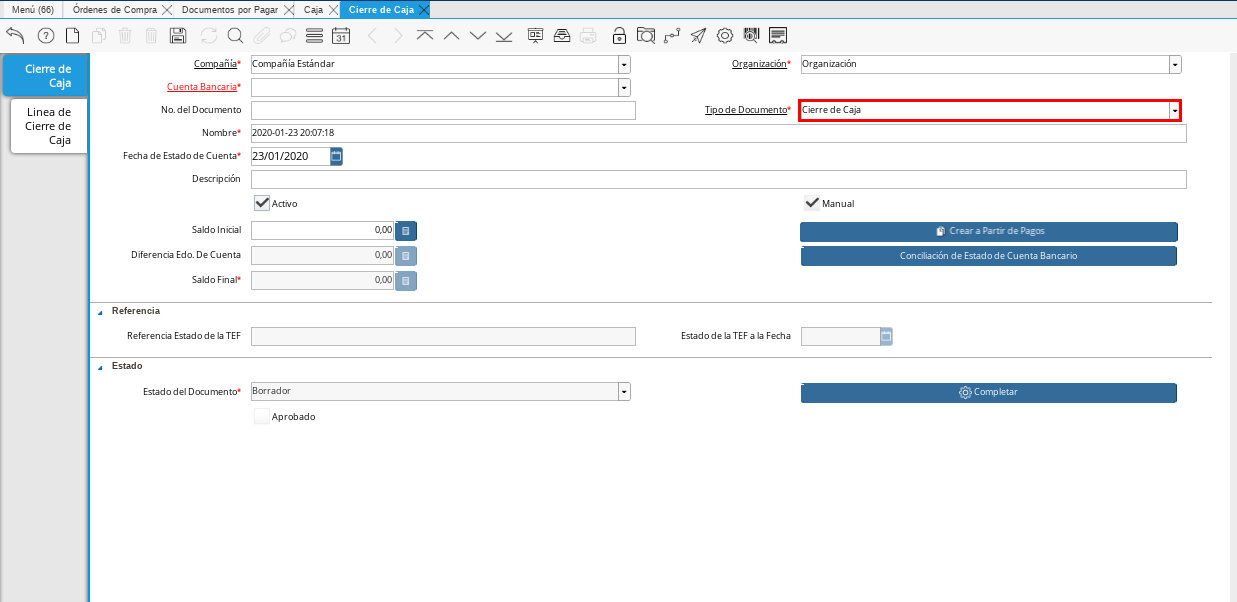 Menú (66) Órdenes de Compra Documentos por Pagar Caja Cierre de Caja
31
Cierre de Caja
Linea de Cierre de Caja
Compañía* Compañía Estándar Organización* Organización
Cuenta Bancaria*
No. del Documento Tipo de Documento* Cierre de Caja
Nombre* 2020-01-23 20:07:18
Fecha de Estado de Cuenta* 23/01/2020
Descripción
Activo Manual
Saldo Inicial 0,00 Crear a Partir de Pagos
Diferencia Edo. De Cuenta 0,00 Conciliación de Estado de Cuenta Bancario
Saldo Final* 0,00
Referencia
Referencia Estado de la TEF Estado de la TEF a la Fecha
Estado
Estado del Documento* Borrador Completar
Aprobado